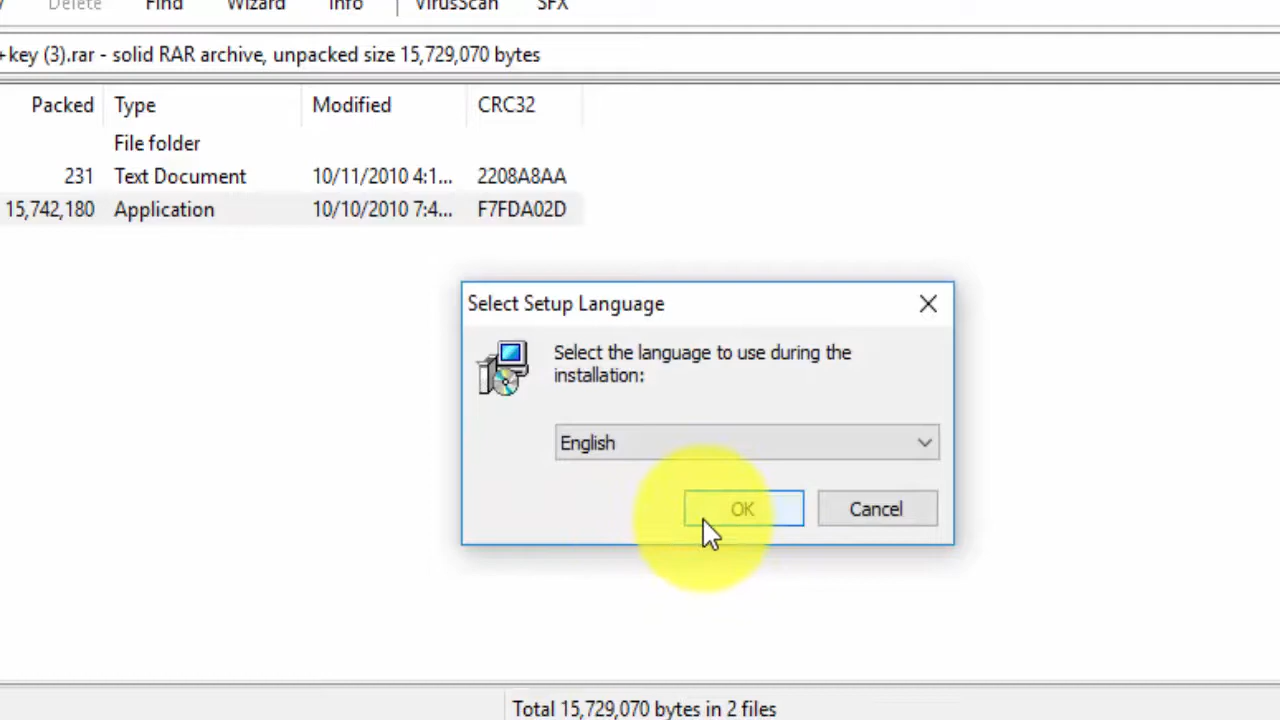 Delete Find Wizard Info VirusScan SFX
+key (3).rar - solid RAR archive, unpacked size 15,729,070 bytes
Packed Type Modified CRC32
File folder
231 Text Document 10/11/2010 4:1... 2208A8AA
15,742,180 Application 10/10/2010 7:4... F7FDA02D
Select Setup Language
Select the language to use during the
installation:
English
OK Cancel
Total 15,729,070 bytes in 2 files